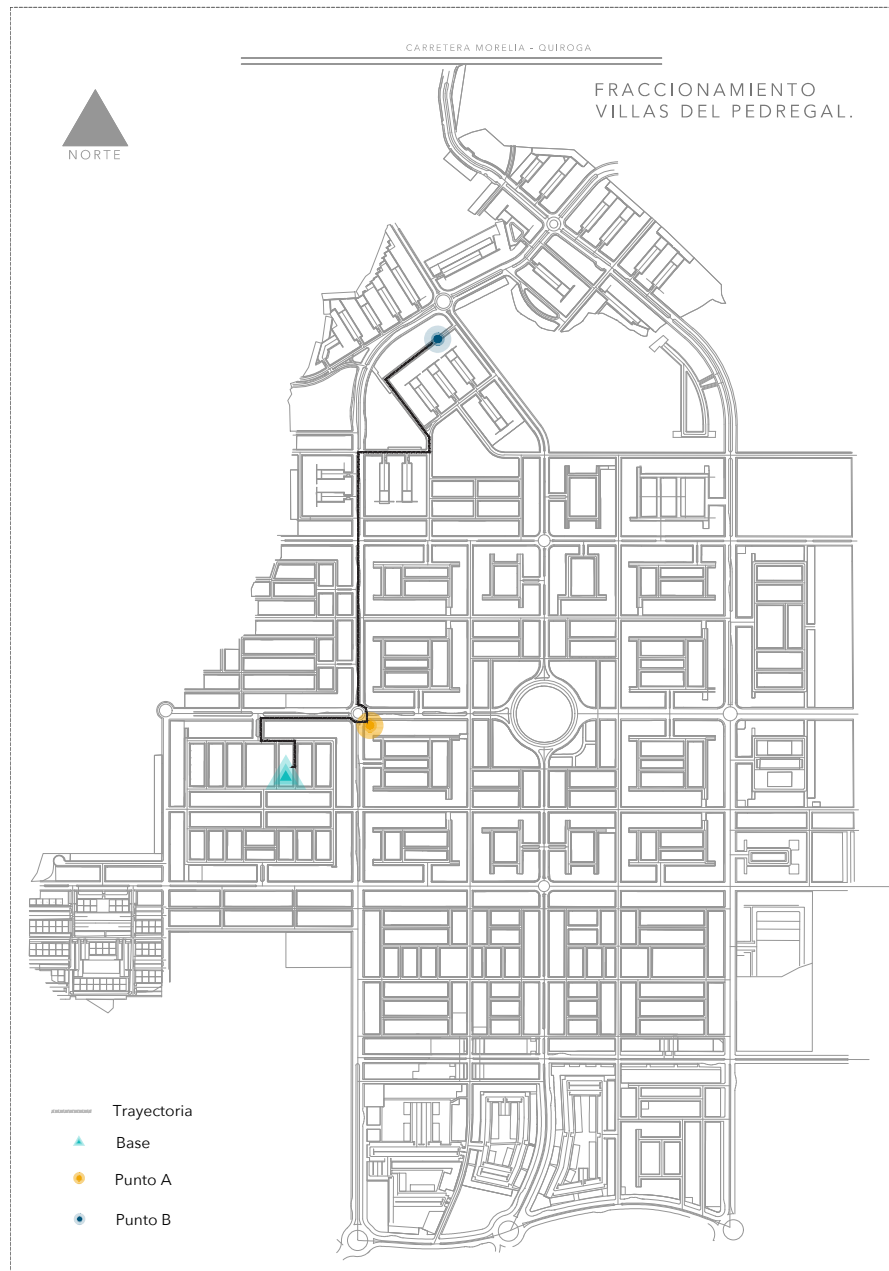 CARRETERA MORELIA - QUIROGA
FRACCIONAMIENTO
VILLAS DEL PEDREGAL.
NORTE
Trayectoria
Base
Punto A
Punto B